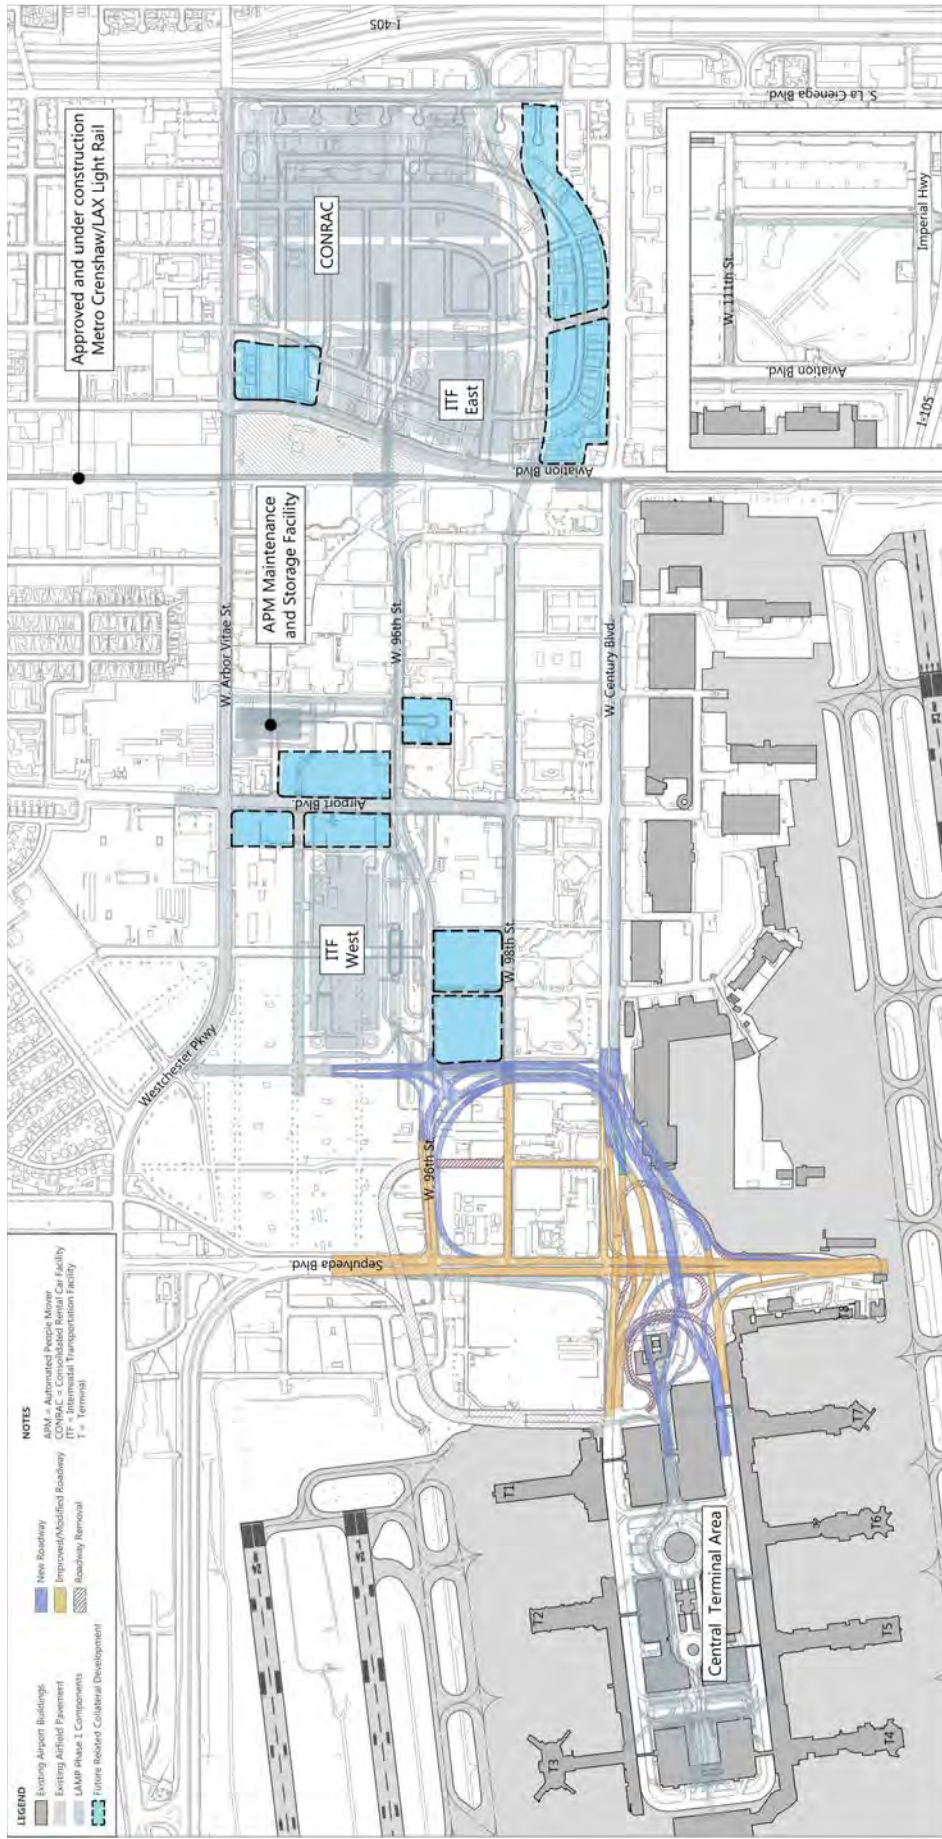 LEGEND
Existing Airport Buildings
Existing Airfield Pavement
LAMP Phase 1 Components
Future Related Collateral Development
New Roadway
Improved/Modified Roadway
Roadway Removal
NOTES
APM = Automated People Mover
CONRAC = Consolidated Rental Car Facility
ITF = Intermodal Transportation Facility
T = Terminal
Approved and under construction
Metro Crenshaw/LAX Light Rail
I-405
Westchester Pkwy
W. Arbor Vitae St.
APM Maintenance
and Storage Facility
CONRAC
ITF
East
ITF
West
Airport Blvd.
Sepulveda Blvd.
W. 96th St.
W. 96th St.
W. 98th St.
W. Century Blvd.
Aviation Blvd.
S. La Cienega Blvd.
W. 111th St.
Aviation Blvd.
Imperial Hwy
I-105
T1
T2
T3
Central Terminal Area
T4
T5
T6
T7
T8